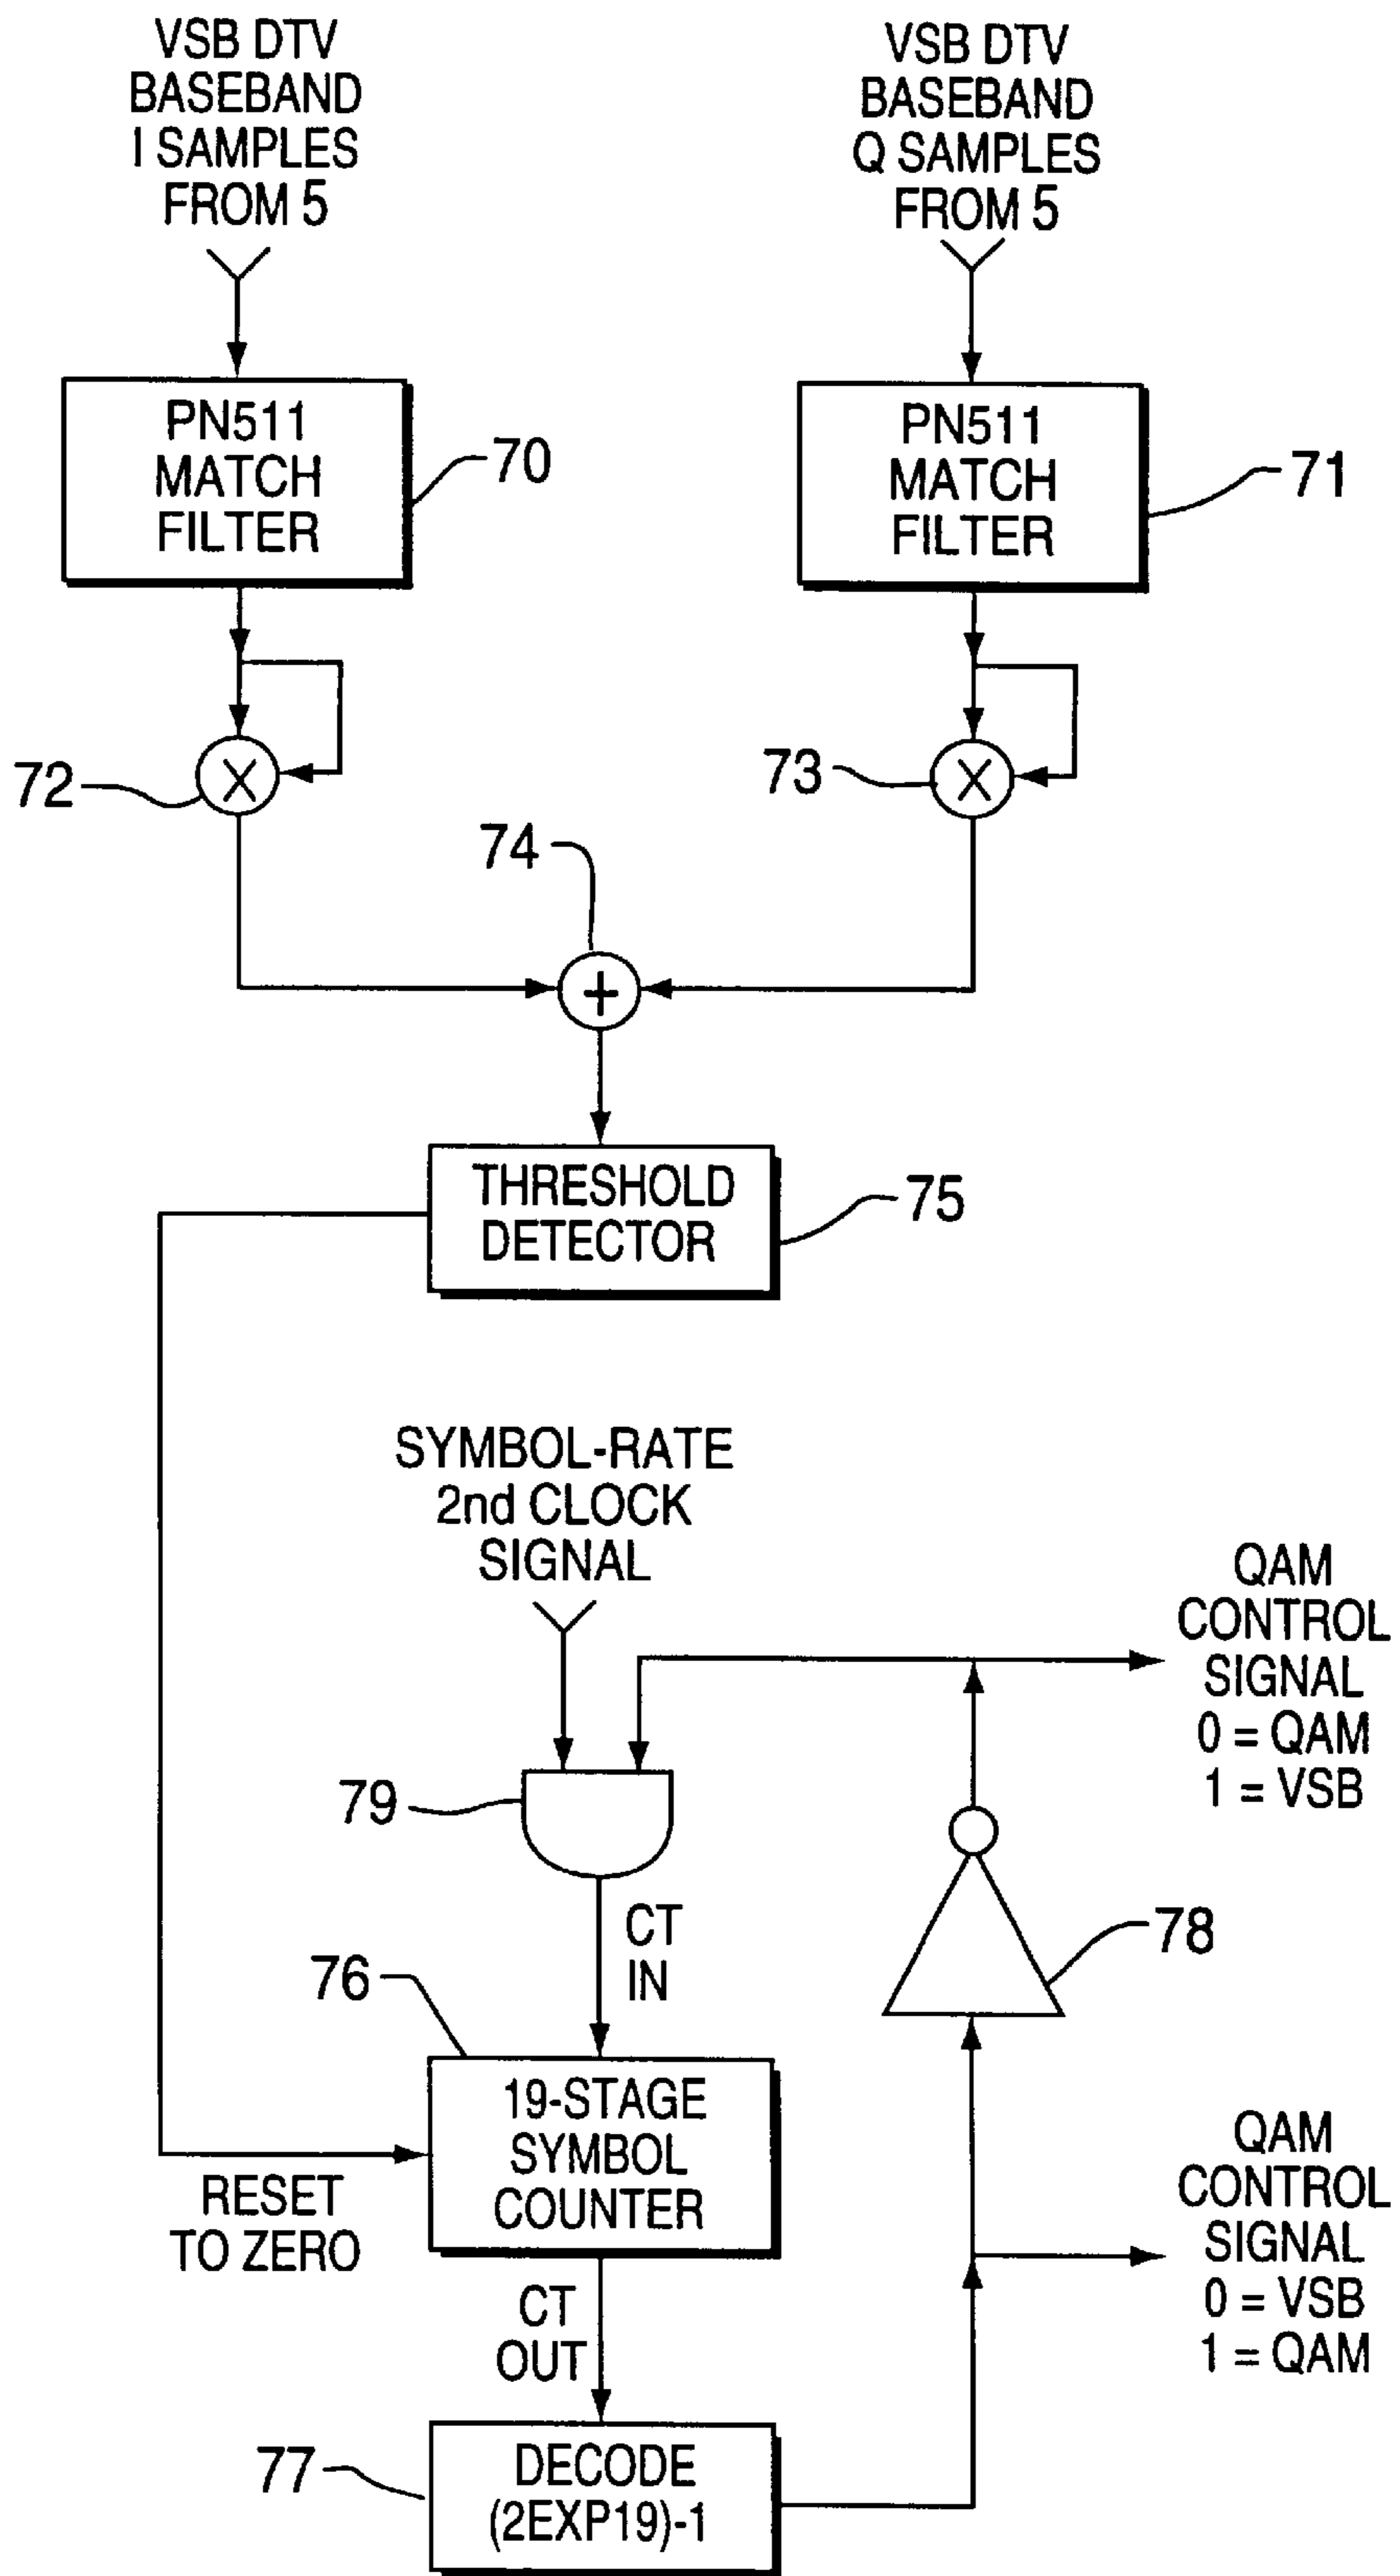 VSB DTV
BASEBAND
I SAMPLES
FROM 5
VSB DTV
BASEBAND
Q SAMPLES
FROM 5
PN511
MATCH
FILTER
70
PN511
MATCH
FILTER
71
72
X
73
X
74
+
THRESHOLD
DETECTOR
75
SYMBOL-RATE
2nd CLOCK
SIGNAL
QAM
CONTROL
SIGNAL
0 = QAM
1 = VSB
79
CT
IN
78
76
19-STAGE
SYMBOL
COUNTER
RESET
TO ZERO
QAM
CONTROL
SIGNAL
0 = VSB
1 = QAM
CT
OUT
77
DECODE
(2EXP19)-1